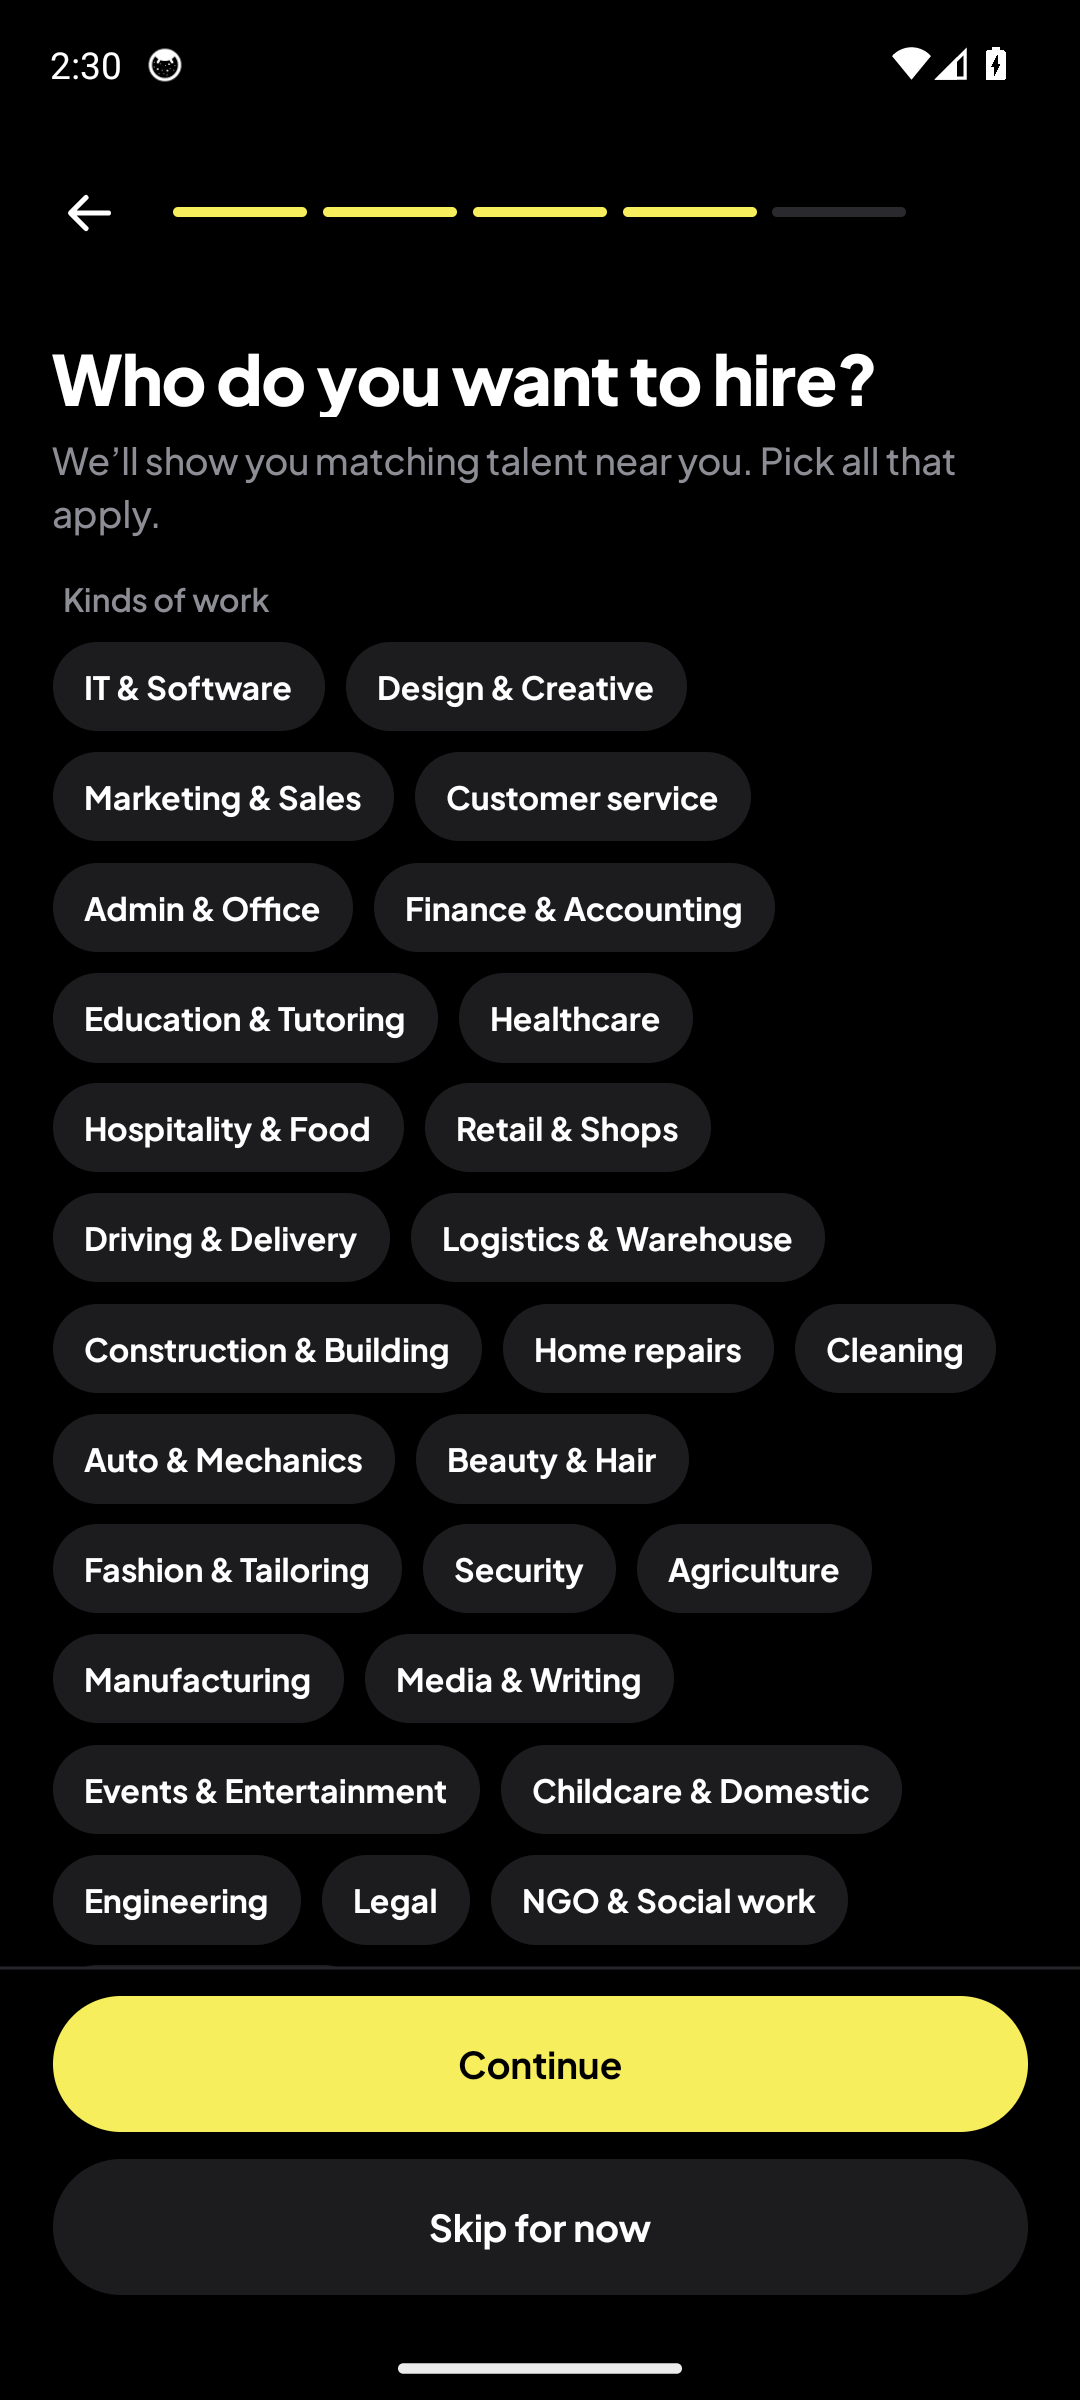 2:30
Who do you want to hire?
We’ll show you matching talent near you. Pick all that
apply.
Kinds of work
IT & Software
Design & Creative
Marketing & Sales
Customer service
Admin & Office
Finance & Accounting
Education & Tutoring
Healthcare
Hospitality & Food
Retail & Shops
Driving & Delivery
Logistics & Warehouse
Construction & Building
Home repairs
Cleaning
Auto & Mechanics
Beauty & Hair
Fashion & Tailoring
Security
Agriculture
Manufacturing
Media & Writing
Events & Entertainment
Childcare & Domestic
Engineering
Legal
NGO & Social work
Continue
Skip for now